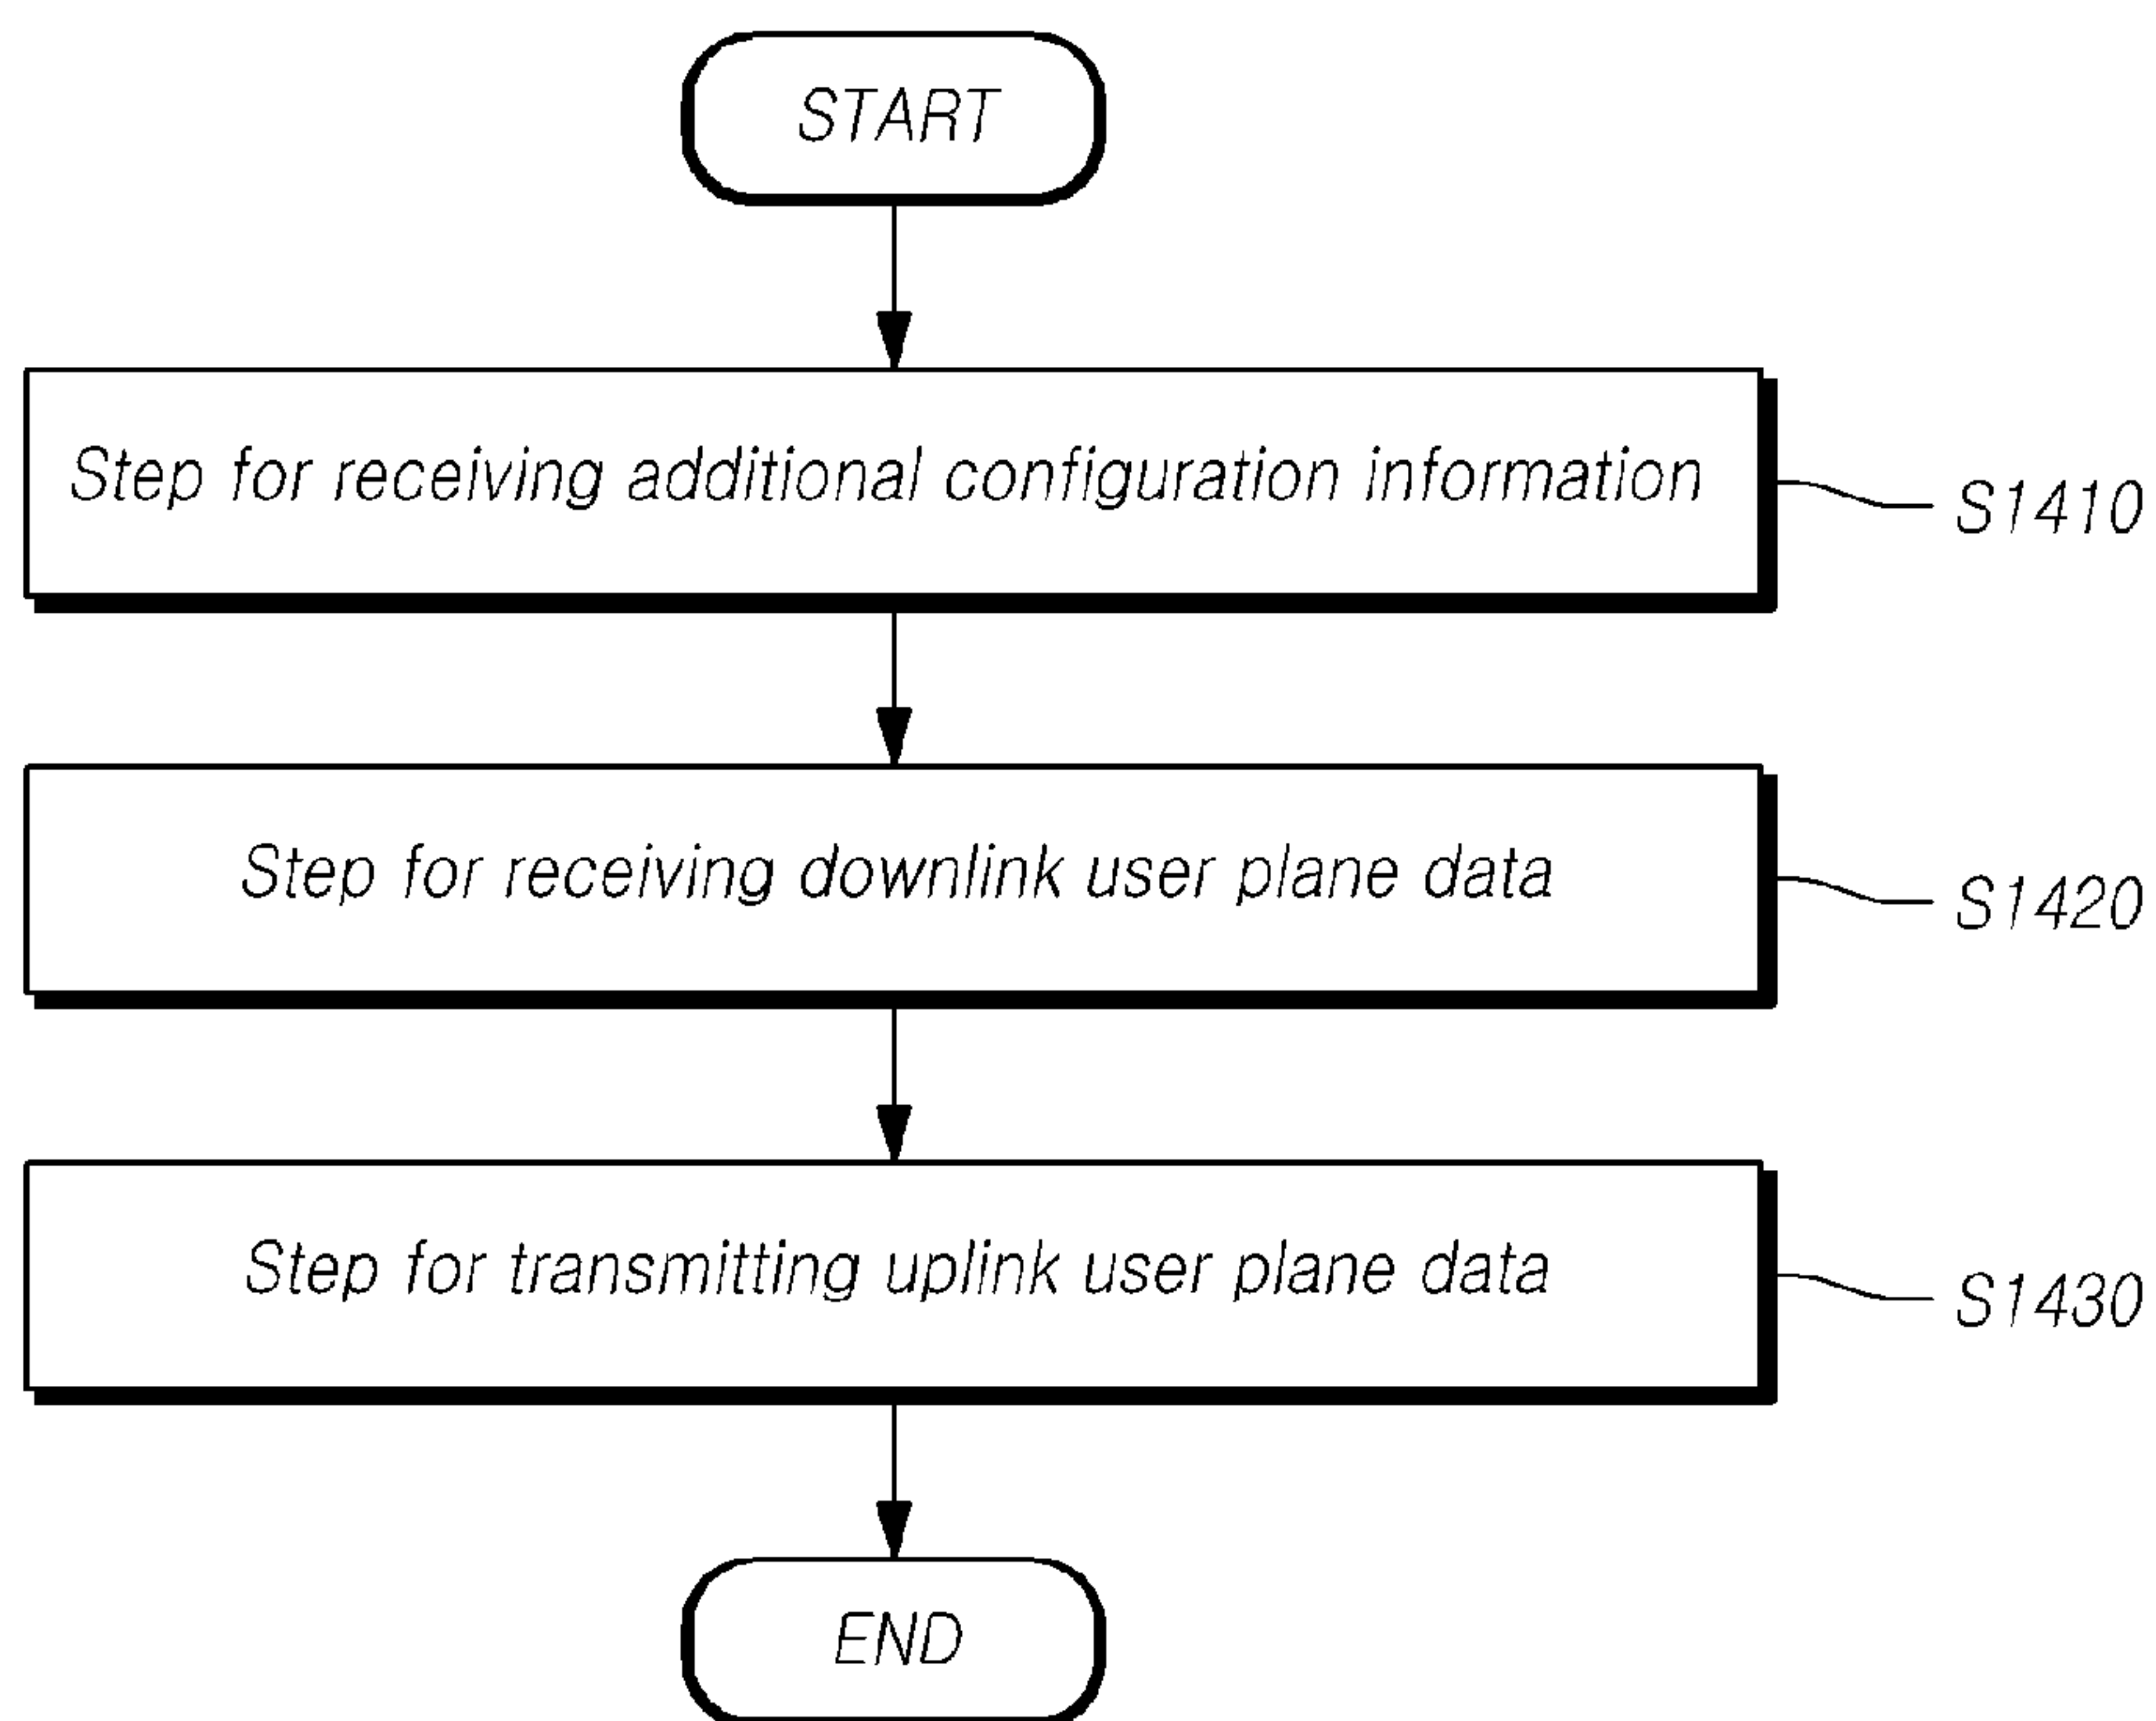 START
Step for receiving additional configuration information
S1410
Step for receiving downlink user plane data
S1420
Step for transmitting uplink user plane data
S1430
END